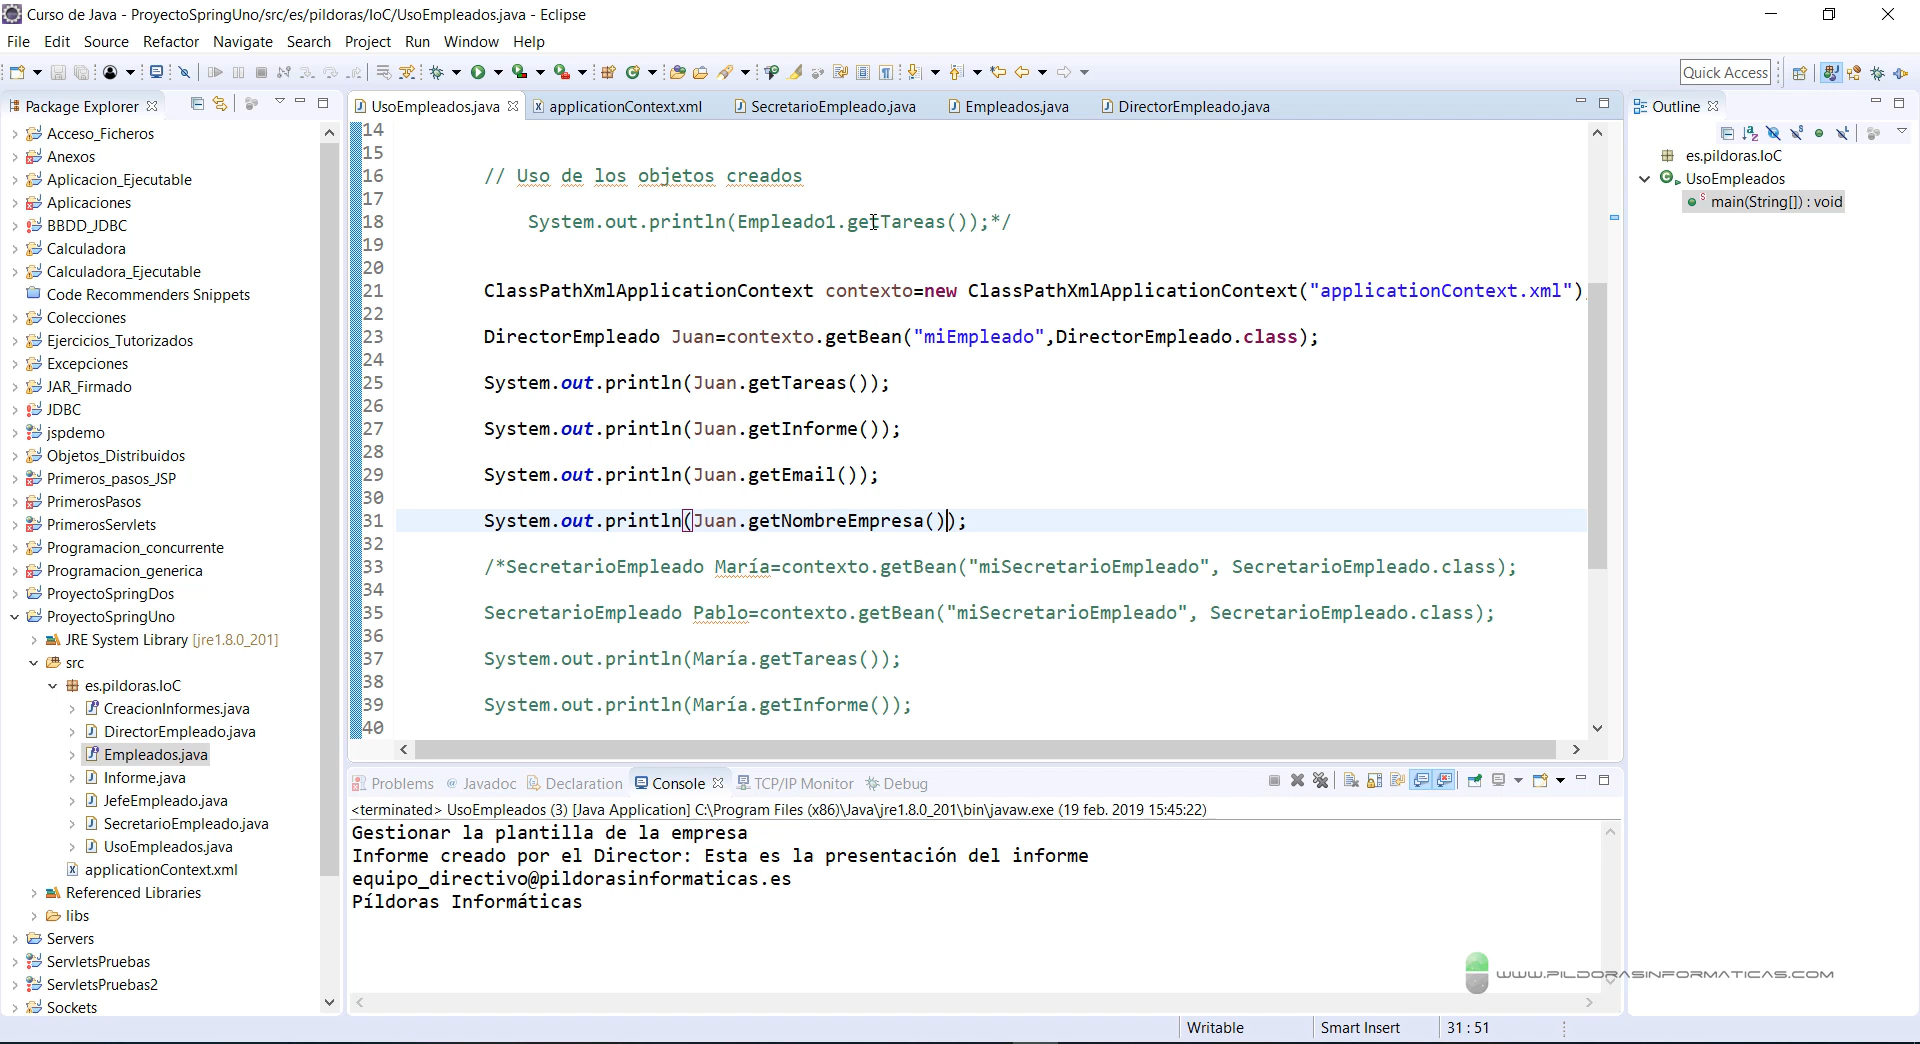 Curso de Java - ProyectoSpringUno/src/es/pildoras/IoC/UsoEmpleados.java - Eclipse
File Edit Source Refactor Navigate Search Project Run Window Help
Quick Access
Package Explorer
Acceso_Ficheros
Anexos
Aplicacion_Ejecutable
Aplicaciones
BBDD_JDBC
Calculadora
Calculadora_Ejecutable
Code Recommenders Snippets
Colecciones
Ejercicios_Tutorizados
Excepciones
JAR_Firmado
JDBC
jspdemo
Objetos_Distribuidos
Primeros_pasos_JSP
PrimerosPasos
PrimerosServlets
Programacion_concurrente
Programacion_generica
ProyectoSpringDos
ProyectoSpringUno
JRE System Library [jre1.8.0_201]
src
es.pildoras.IoC
CreacionInformes.java
DirectorEmpleado.java
Empleados.java
Informe.java
JefeEmpleado.java
SecretarioEmpleado.java
UsoEmpleados.java
applicationContext.xml
Referenced Libraries
libs
Servers
ServletsPruebas
ServletsPruebas2
Sockets
UsoEmpleados.java applicationContext.xml SecretarioEmpleado.java Empleados.java DirectorEmpleado.java
14
15
16 // Uso de los objetos creados
17
18 System.out.println(Empleado1.getTareas());*/
19
20
21 ClassPathXmlApplicationContext contexto=new ClassPathXmlApplicationContext("applicationContext.xml")
22
23 DirectorEmpleado Juan=contexto.getBean("miEmpleado",DirectorEmpleado.class);
24
25 System.out.println(Juan.getTareas());
26
27 System.out.println(Juan.getInforme());
28
29 System.out.println(Juan.getEmail());
30
31 System.out.println(Juan.getNombreEmpresa());
32
33 /*SecretarioEmpleado María=contexto.getBean("miSecretarioEmpleado", SecretarioEmpleado.class);
34
35 SecretarioEmpleado Pablo=contexto.getBean("miSecretarioEmpleado", SecretarioEmpleado.class);
36
37 System.out.println(María.getTareas());
38
39 System.out.println(María.getInforme());
40
Outline
es.pildoras.IoC
UsoEmpleados
main(String[]) : void
Problems Javadoc Declaration Console TCP/IP Monitor Debug
<terminated> UsoEmpleados (3) [Java Application] C:\Program Files (x86)\Java\jre1.8.0_201\bin\javaw.exe (19 feb. 2019 15:45:22)
Gestionar la plantilla de la empresa
Informe creado por el Director: Esta es la presentación del informe
equipo_directivo@pildorasinformaticas.es
Píldoras Informáticas
WWW.PILDORASINFORMATICAS.COM
Writable Smart Insert 31 : 51